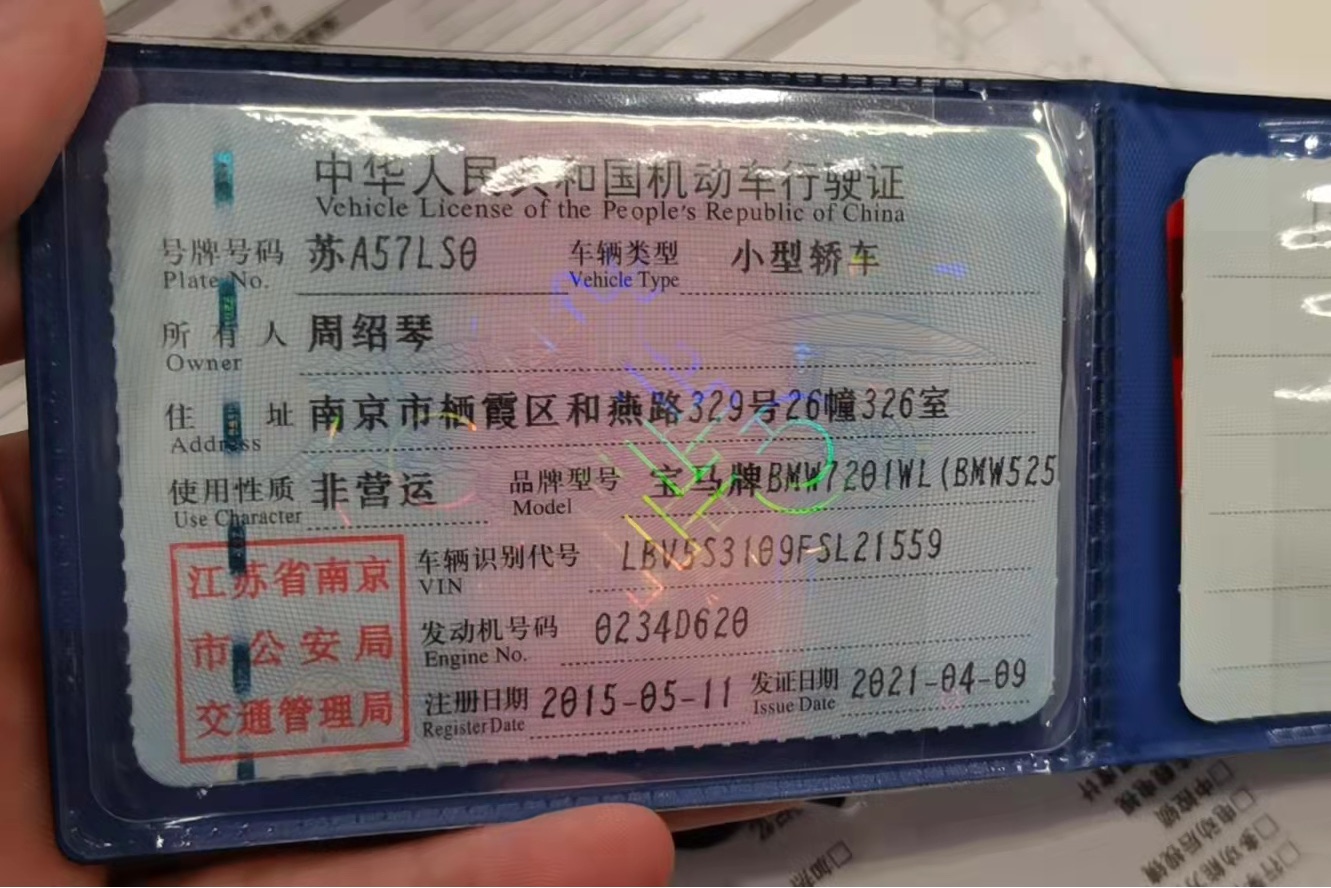 中华人民共和国机动车行驶证
Vehicle License of the People's Republic of China
号牌号码 苏A57LS0 车辆类型 小型轿车
Plate No. Vehicle Type
所有人 周绍琴
Owner
住址 南京市栖霞区和燕路329号26幢326室
Address
使用性质 非营运 品牌型号 宝马牌BMW7201WL(BMW525
Use Character Model
江苏省南京
市公安局
交通管理局
车辆识别代号 LBV5S3109FSL21559
VIN
发动机号码 0234D620
Engine No.
注册日期 2015-05-11 发证日期 2021-04-09
Register Date Issue Date